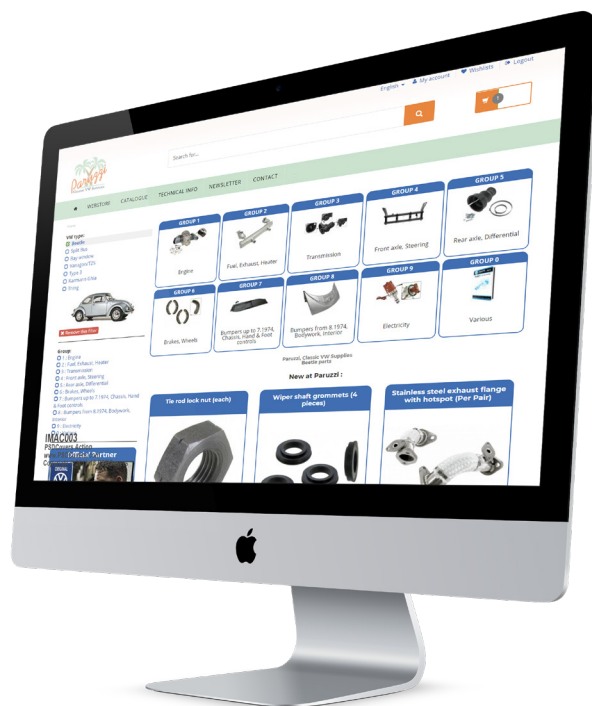 English
My account
Wishlists
Logout
Search for...
1
Paruzzi
WEBSTORE
CATALOGUE
TECHNICAL INFO
NEWSLETTER
CONTACT
VW type:
Beetle
Split Bus
Bay window
Vanagon/T25
Type 3
Karmann Ghia
Thing
GROUP 1
Engine
GROUP 2
Fuel, Exhaust, Heater
GROUP 3
Transmission
GROUP 4
Front axle, Steering
GROUP 5
Rear axle, Differential
GROUP 6
Brakes, Wheels
GROUP 7
Bumpers up to 7.1974,
Chassis, Hand & Foot
controls
GROUP 8
Bumpers from 8.1974,
Bodywork, Interior
GROUP 9
Electricity
GROUP 0
Various
Group:
1 : Engine
2 : Fuel, Exhaust, Heater
3 : Transmission
4 : Front axle, Steering
5 : Rear axle, Differential
6 : Brakes, Wheels
7 : Bumpers up to 7.1974, Chassis, Hand
& Foot controls
8 : Bumpers from 8.1974, Bodywork,
Interior
9 : Electricity
IMAC003
PSDCovers Action
Official Partner
ORIGINAL
Paruzzi, Classic VW Supplies
Beetle parts
New at Paruzzi :
Tie rod lock nut (each)
Wiper shaft grommets (4
pieces)
Stainless steel exhaust flange
with hotspot (Per Pair)